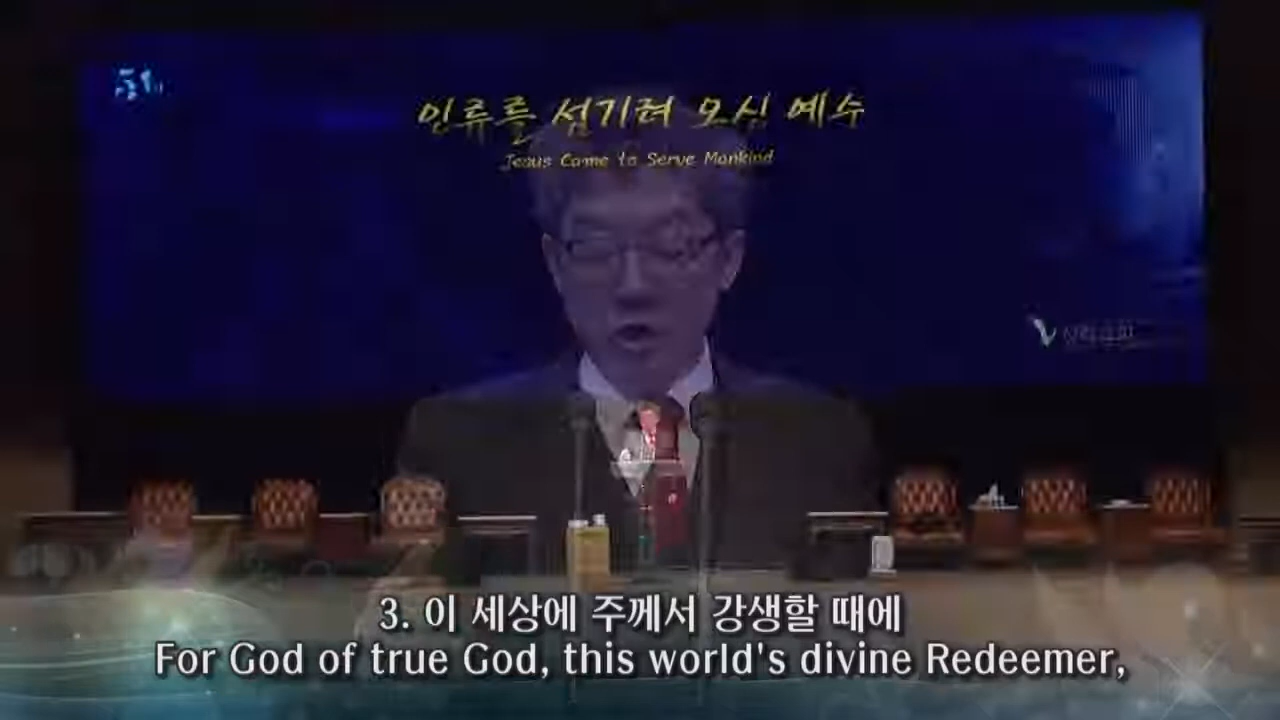 인류를 섬기려 오신 예수
Jesus Came to Serve Mankind
3. 이 세상에 주께서 강생할 때에
For God of true God, this world's divine Redeemer,